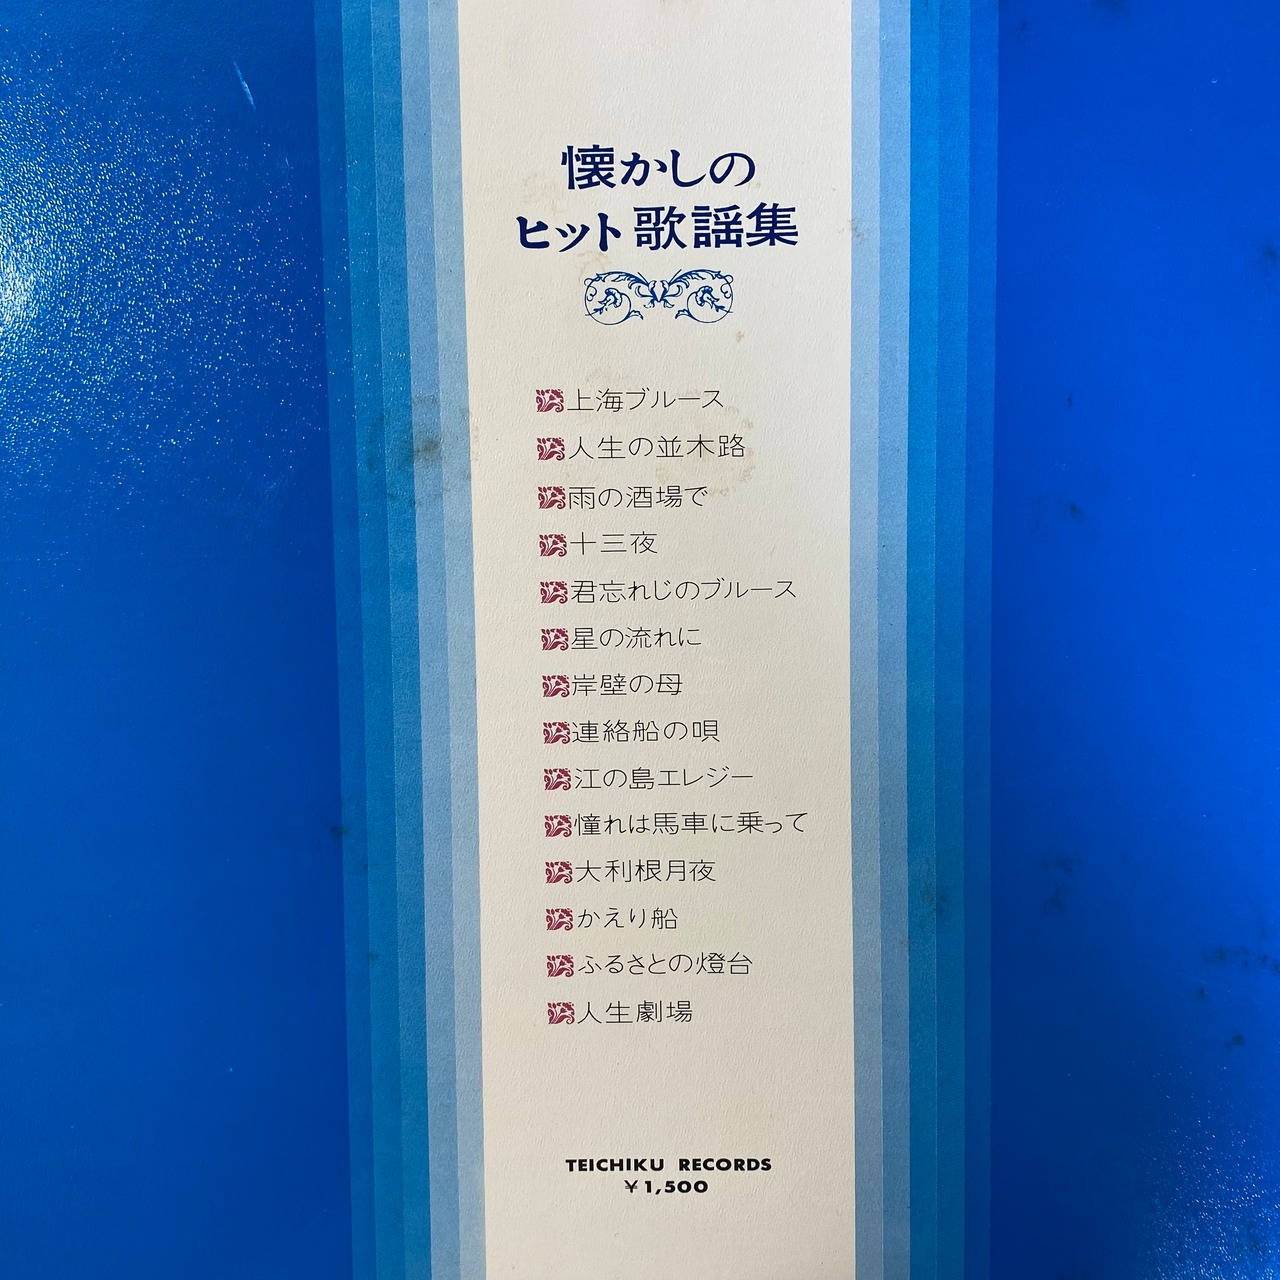 懐かしの
ヒット歌謡集
上海ブルース
人生の並木路
雨の酒場で
十三夜
君忘れじのブルース
星の流れに
岸壁の母
連絡船の唄
江の島エレジー
憧れは馬車に乗って
大利根月夜
かえり船
ふるさとの燈台
人生劇場
TEICHIKU RECORDS
¥1,500